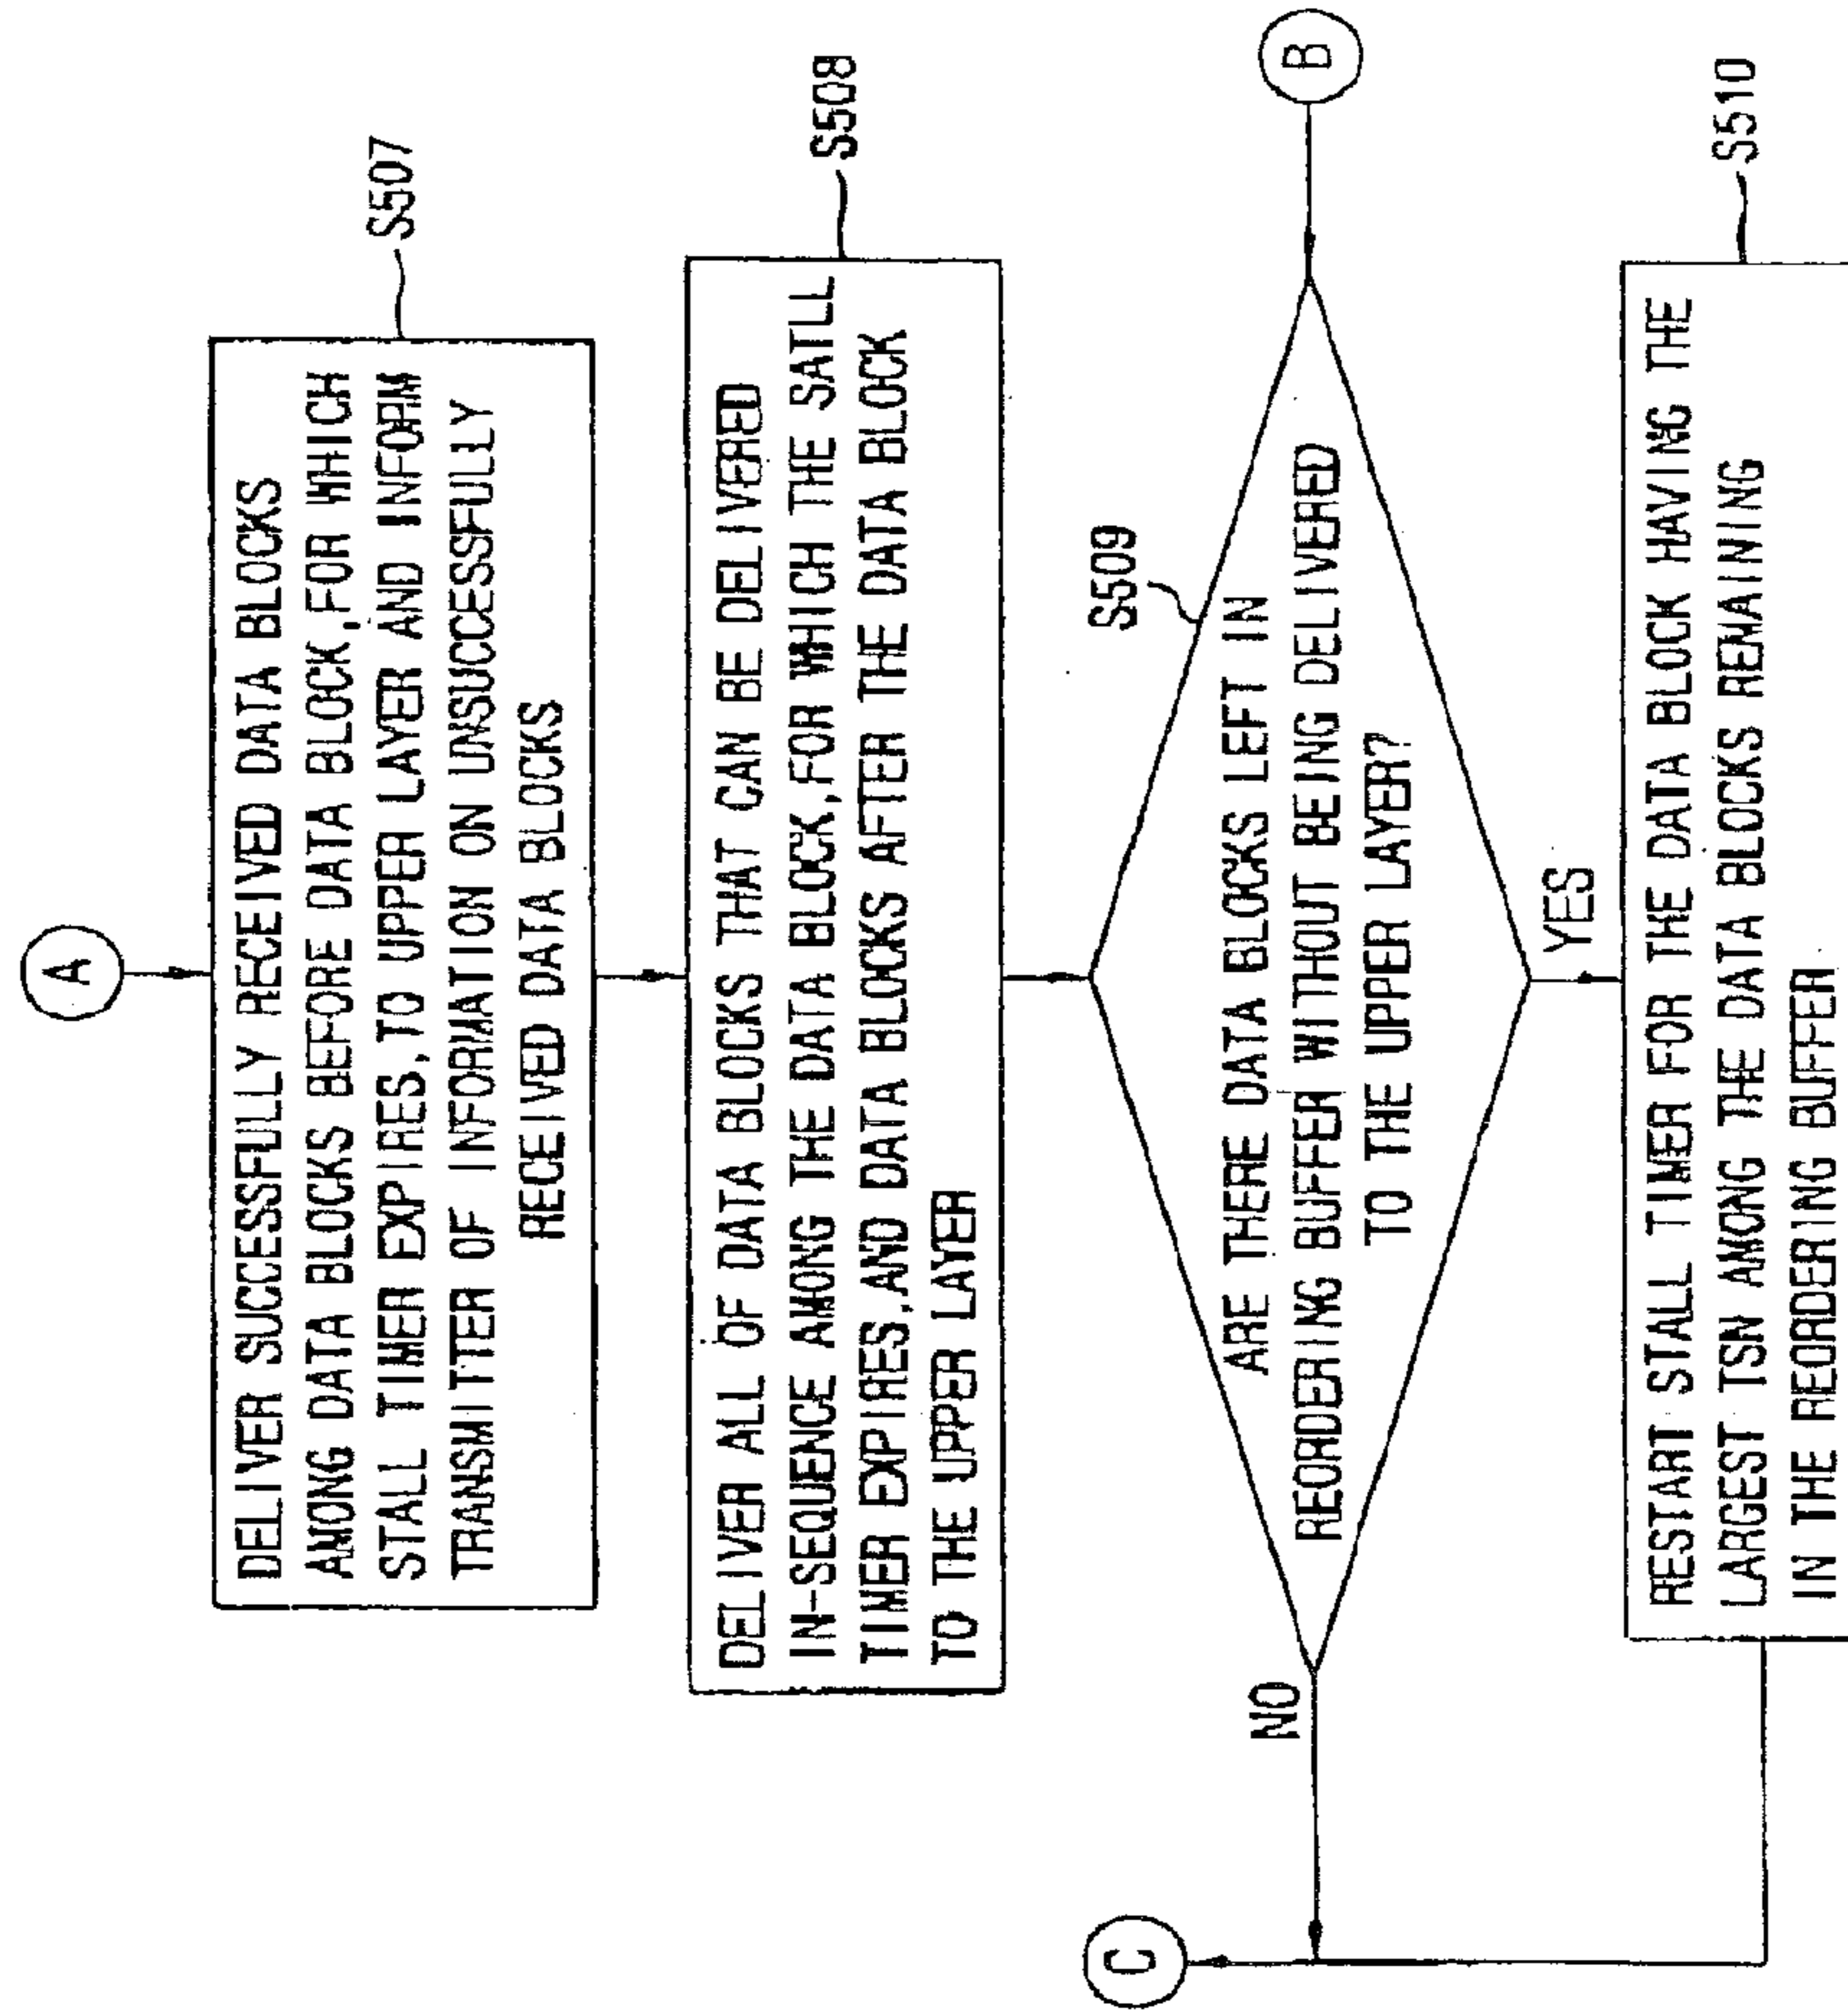 A
DELIVER SUCCESSFULLY RECEIVED DATA BLOCKS
AMONG DATA BLOCKS BEFORE DATA BLOCK, FOR WHICH
STALL TIMER EXPIRES, TO UPPER LAYER AND INFORM
TRANSMITTER OF INFORMATION ON UNSUCCESSFULLY
RECEIVED DATA BLOCKS
S507
DELIVER ALL OF DATA BLOCKS THAT CAN BE DELIVERED
IN-SEQUENCE AMONG THE DATA BLOCK, FOR WHICH THE SATLL
TIMER EXPIRES, AND DATA BLOCKS AFTER THE DATA BLOCK
TO THE UPPER LAYER
S508
S509
ARE THERE DATA BLOCKS LEFT IN
REORDERING BUFFER WITHOUT BEING DELIVERED
TO THE UPPER LAYER?
B
NO
C
YES
RESTART STALL TIMER FOR THE DATA BLOCK HAVING THE
LARGEST TSN AMONG THE DATA BLOCKS REMAINING
IN THE REORDERING BUFFER
S510